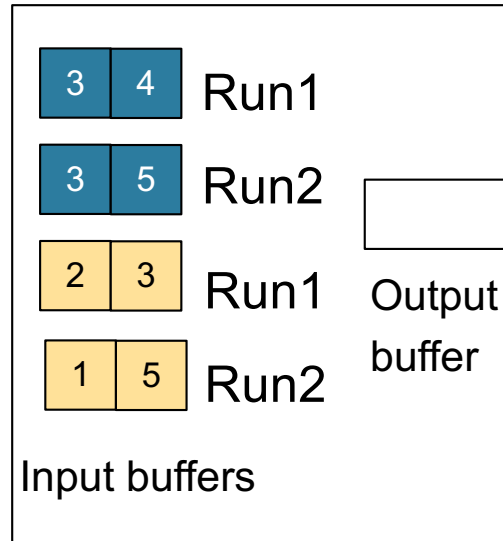 3 4 Run1
3 5 Run2
2 3 Run1
1 5 Run2
Output
buffer
Input buffers